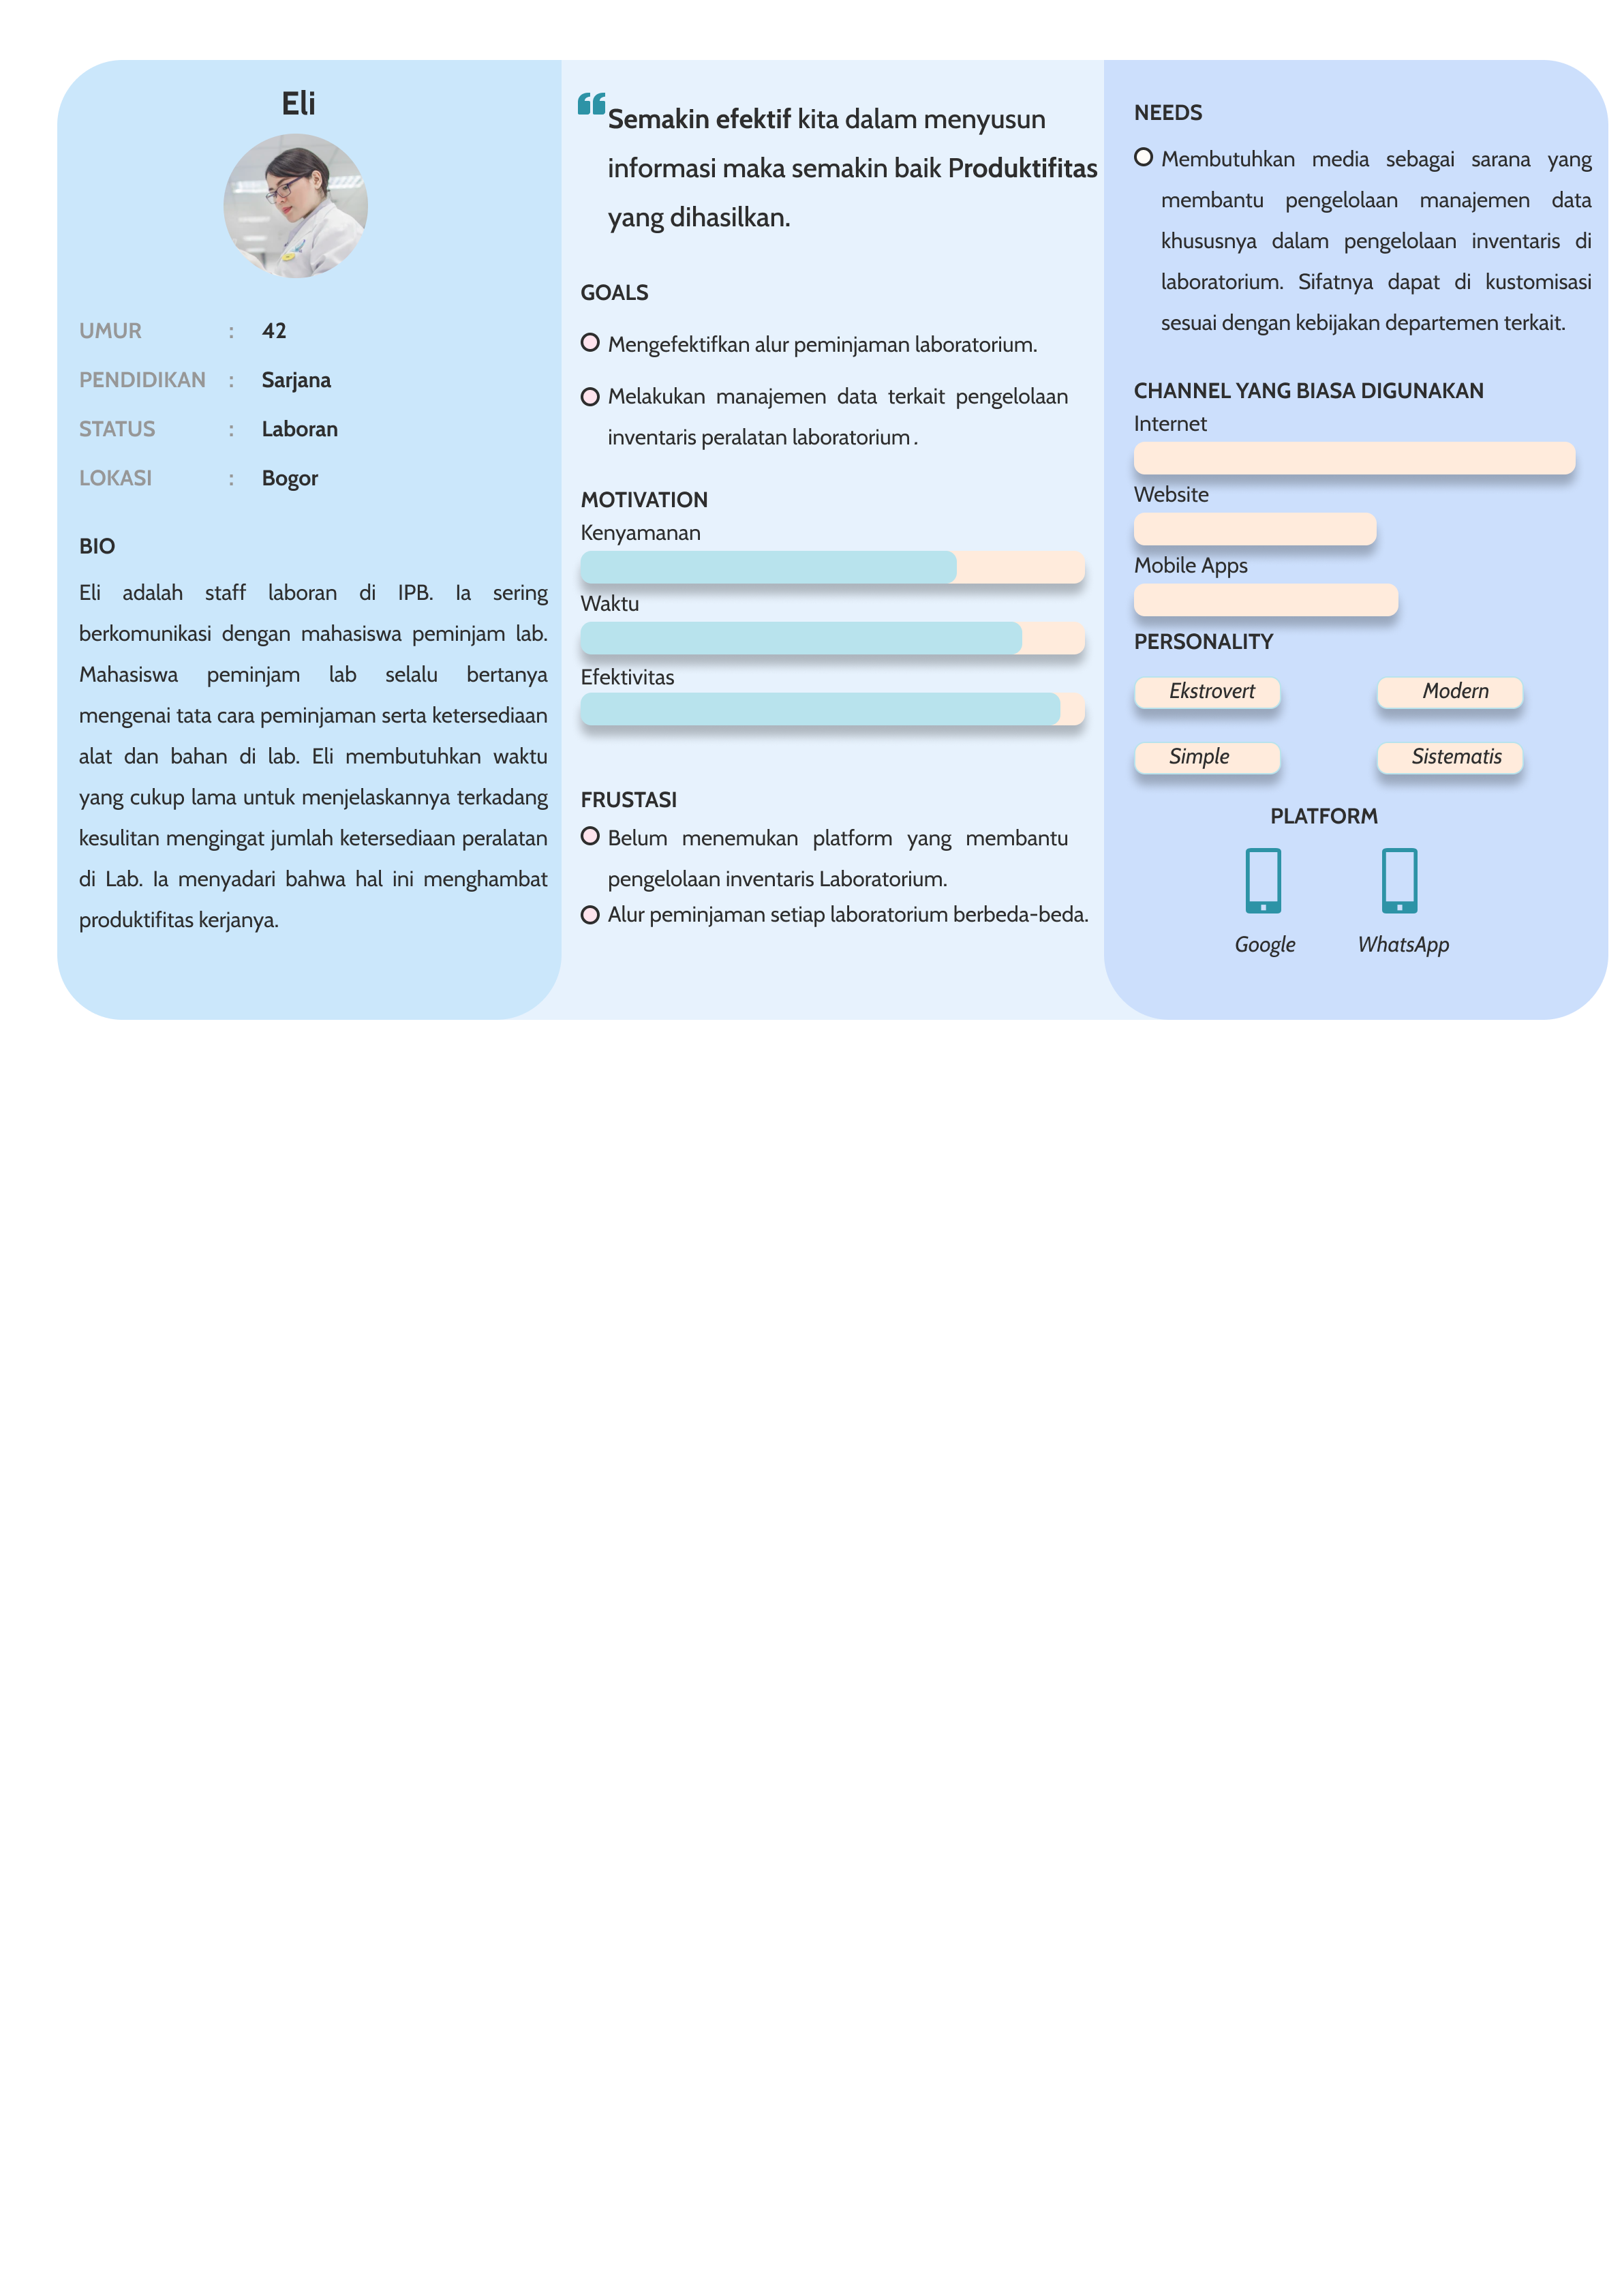 Eli
UMUR : 42
PENDIDIKAN : Sarjana
STATUS : Laboran
LOKASI : Bogor
BIO
Eli adalah staff laboran di IPB. Ia sering
berkomunikasi dengan mahasiswa peminjam lab.
Mahasiswa peminjam lab selalu bertanya
mengenai tata cara peminjaman serta ketersediaan
alat dan bahan di lab. Eli membutuhkan waktu
yang cukup lama untuk menjelaskannya terkadang
kesulitan mengingat jumlah ketersediaan peralatan
di Lab. Ia menyadari bahwa hal ini menghambat
produktifitas kerjanya.
“Semakin efektif kita dalam menyusun
informasi maka semakin baik Produktifitas
yang dihasilkan.
GOALS
Mengefektifkan alur peminjaman laboratorium.
Melakukan manajemen data terkait pengelolaan
inventaris peralatan laboratorium .
MOTIVATION
Kenyamanan
Waktu
Efektivitas
FRUSTASI
Belum menemukan platform yang membantu
pengelolaan inventaris Laboratorium.
Alur peminjaman setiap laboratorium berbeda-beda.
NEEDS
Membutuhkan media sebagai sarana yang
membantu pengelolaan manajemen data
khususnya dalam pengelolaan inventaris di
laboratorium. Sifatnya dapat di kustomisasi
sesuai dengan kebijakan departemen terkait.
CHANNEL YANG BIASA DIGUNAKAN
Internet
Website
Mobile Apps
PERSONALITY
Ekstrovert Modern
Simple Sistematis
PLATFORM
Google WhatsApp